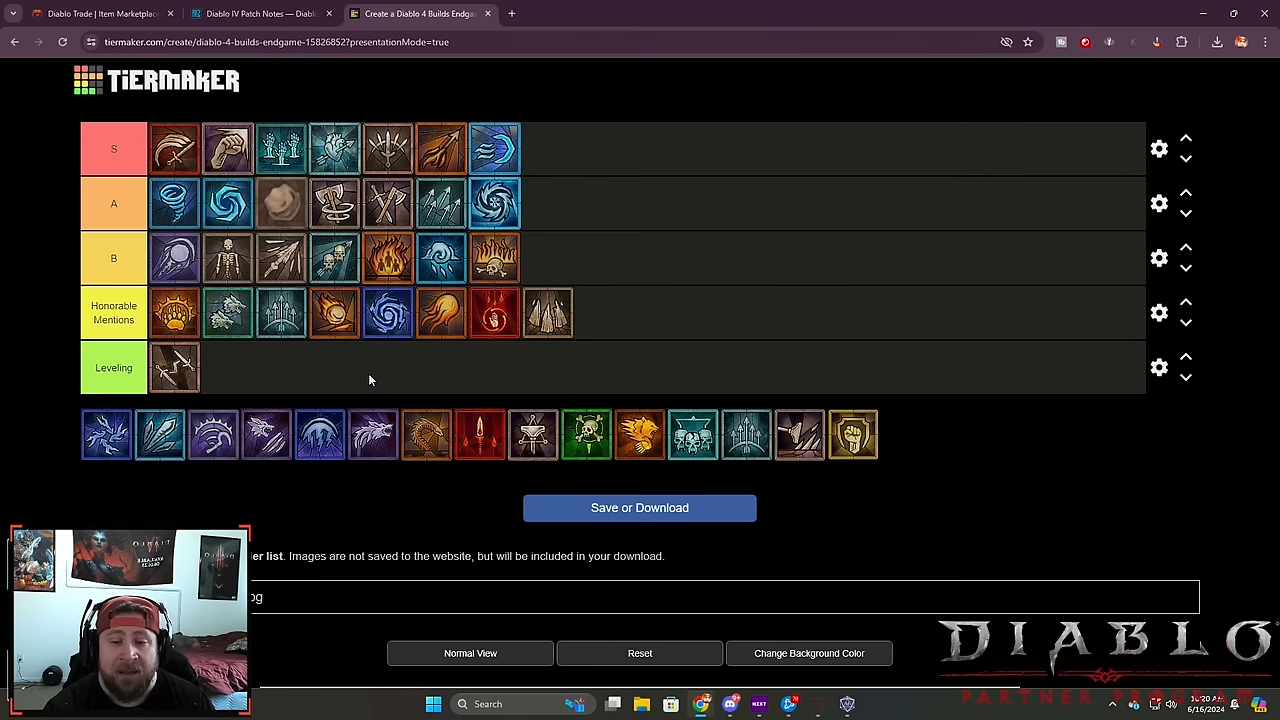 Diablo Trade | Item Marketplac
Diablo IV Patch Notes — Diablo
Create a Diablo 4 Builds Endga
tiermaker.com/create/diablo-4-builds-endgame-15826852?presentationMode=true
TiERMAKER
S
A
B
Honorable
Mentions
Leveling
Save or Download
er list. Images are not saved to the website, but will be included in your download.
og
Normal View
Reset
Change Background Color
DIABLO
PARTNER PROGRAM
Search
NEXT
6/16/2024